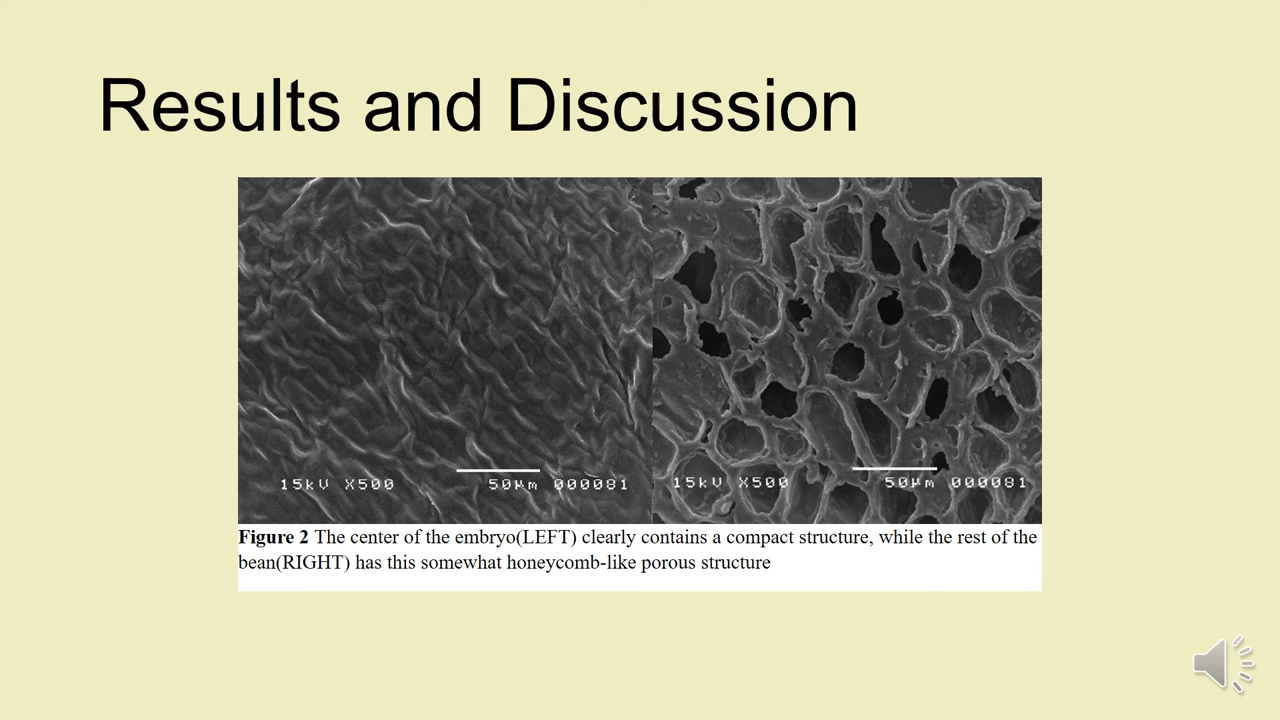 Results and Discussion
15kV X500 50µm 000081
15kV X500 50µm 000081
Figure 2 The center of the embryo(LEFT) clearly contains a compact structure, while the rest of the
bean(RIGHT) has this somewhat honeycomb-like porous structure